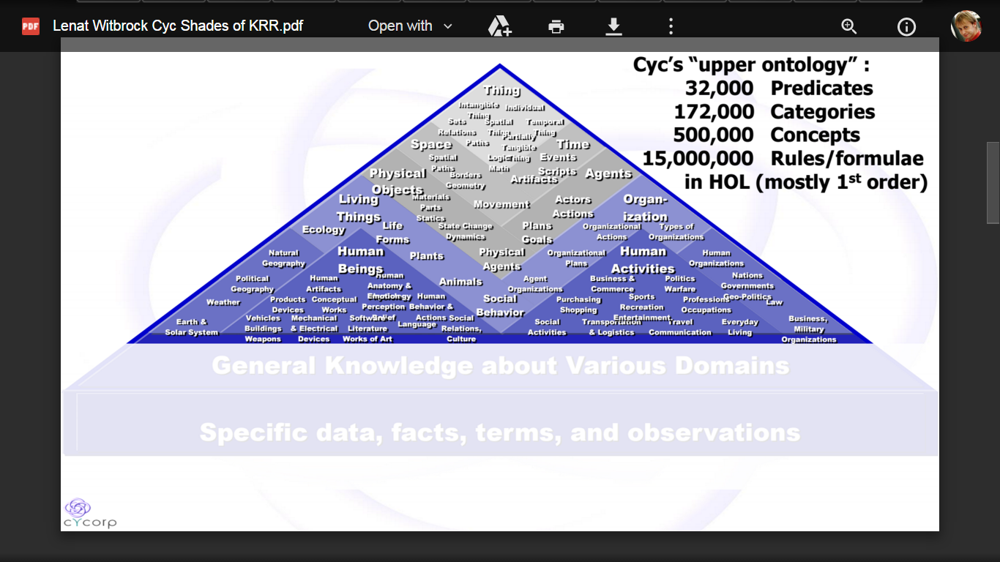 PDF
Lenat Witbrock Cyc Shades of KRR.pdf
Open with
Cyc's “upper ontology” :
32,000 Predicates
172,000 Categories
500,000 Concepts
15,000,000 Rules/formulae
in HOL (mostly 1st order)
Thing
Intangible
Thing
Individual
Sets
Relations
Spatial
Thing
Temporal
Thing
Space
Paths
Partially
Tangible
Thing
Time
Spatial
Paths
Logic
Math
Events
Scripts
Physical
Objects
Borders
Geometry
Artifacts
Agents
Living
Things
Materials
Parts
Statics
Movement
Actors
Actions
Organ-
ization
Ecology
Life
Forms
State Change
Dynamics
Plans
Goals
Organizational
Actions
Types of
Organizations
Natural
Geography
Human
Beings
Plants
Physical
Agents
Organizational
Plans
Human
Activities
Human
Organizations
Political
Geography
Human
Artifacts
Human
Anatomy &
Physiology
Emotion
Perception
Belief
Animals
Agent
Organizations
Business &
Commerce
Politics
Warfare
Nations
Governments
Geo-Politics
Weather
Products
Devices
Conceptual
Works
Human
Behavior &
Actions
Social
Behavior
Purchasing
Shopping
Sports
Recreation
Entertainment
Professions
Occupations
Law
Earth &
Solar System
Vehicles
Buildings
Weapons
Mechanical
& Electrical
Devices
Software
Literature
Works of Art
Language
Social
Relations,
Culture
Social
Activities
Transportation
& Logistics
Travel
Communication
Everyday
Living
Business,
Military
Organizations
General Knowledge about Various Domains
Specific data, facts, terms, and observations
cycorp